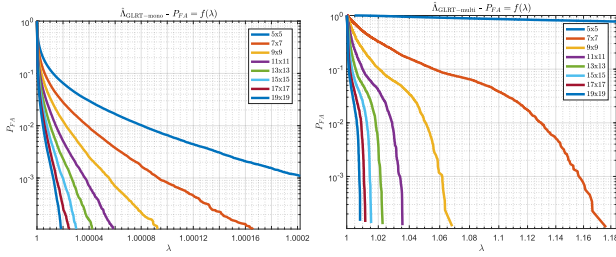 Λ̂GLRT−mono - PFA = f(λ)
10^0
10^-1
10^-2
10^-3
PFA
5x5
7x7
9x9
11x11
13x13
15x15
17x17
19x19
1 1.00004 1.00008 1.00012 1.00016 1.0002
λ
Λ̂GLRT−multi - PFA = f(λ)
10^0
10^-1
10^-2
10^-3
PFA
5x5
7x7
9x9
11x11
13x13
15x15
17x17
19x19
1 1.02 1.04 1.06 1.08 1.1 1.12 1.14 1.16 1.18
λ